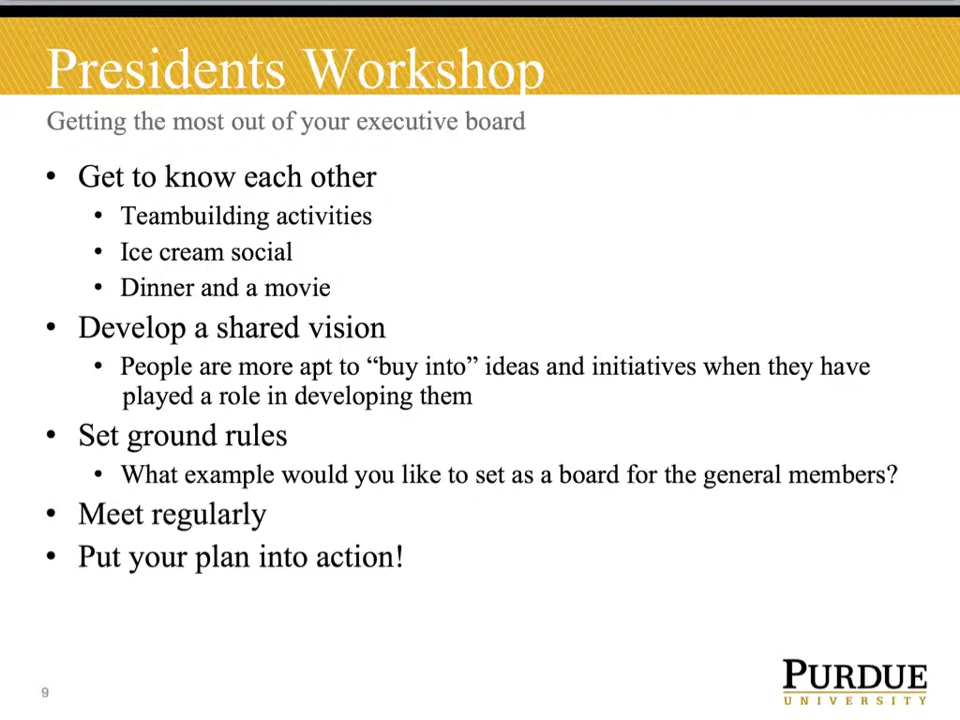 Presidents Workshop
Getting the most out of your executive board
• Get to know each other
• Teambuilding activities
• Ice cream social
• Dinner and a movie
• Develop a shared vision
• People are more apt to “buy into” ideas and initiatives when they have
played a role in developing them
• Set ground rules
• What example would you like to set as a board for the general members?
• Meet regularly
• Put your plan into action!
9
PURDUE
UNIVERSITY